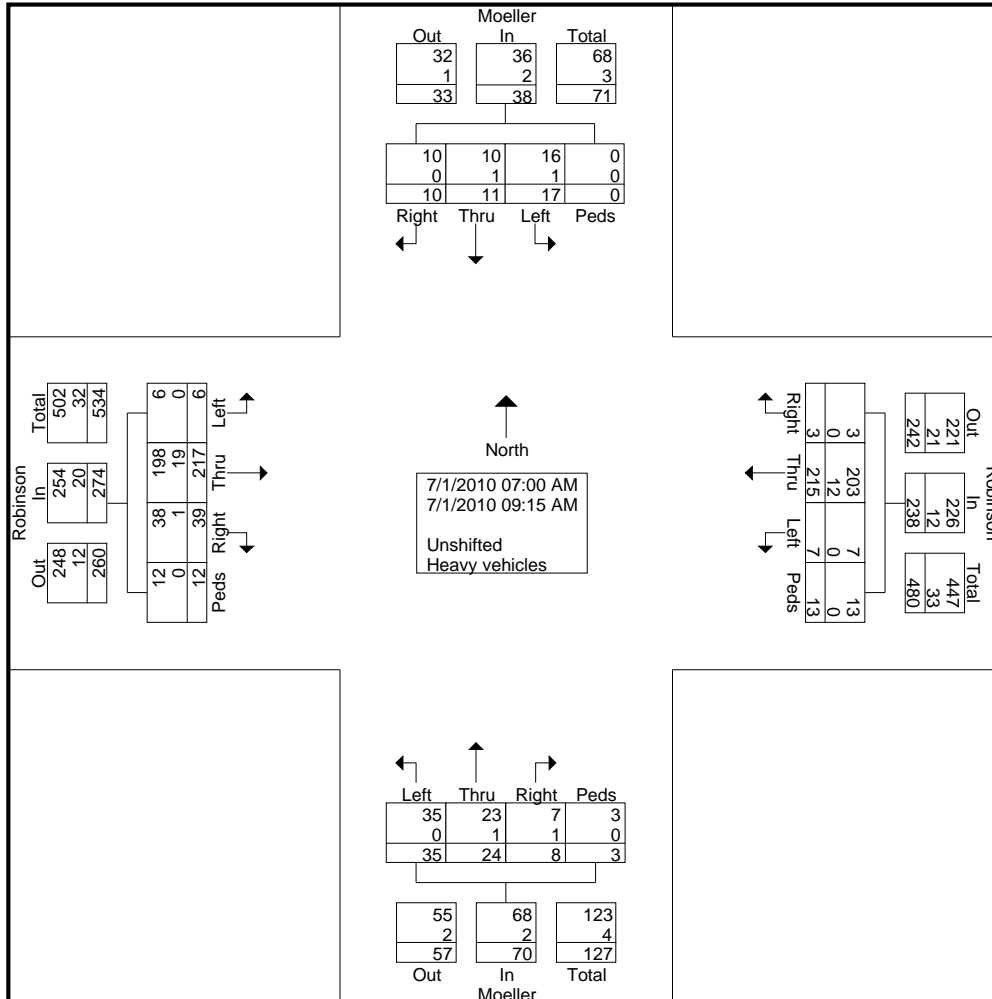 Moeller
Out In Total
32 36 68
1 2 3
33 38 71
10 10 16 0
0 1 1 0
10 11 17 0
Right Thru Left Peds
Robinson
Total In Out
502 254 248
32 20 12
534 274 260
6 198 38 12
0 19 1 0
6 217 39 12
Left Thru Right Peds
North
7/1/2010 07:00 AM
7/1/2010 09:15 AM
Unshifted
Heavy vehicles
Right Thru Left Peds
3 203 7 13
0 12 0 0
3 215 7 13
Out In Total
221 226 447
21 12 33
242 238 480
Robinson
Left Thru Right Peds
35 23 7 3
0 1 1 0
35 24 8 3
55 68 123
2 2 4
57 70 127
Out In Total
Moeller